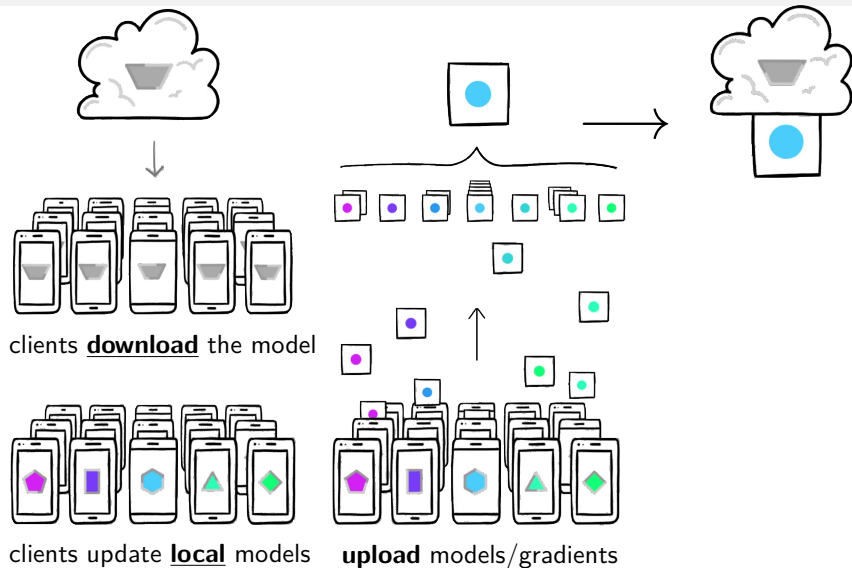 clients download the model
clients update local models
upload models/gradients